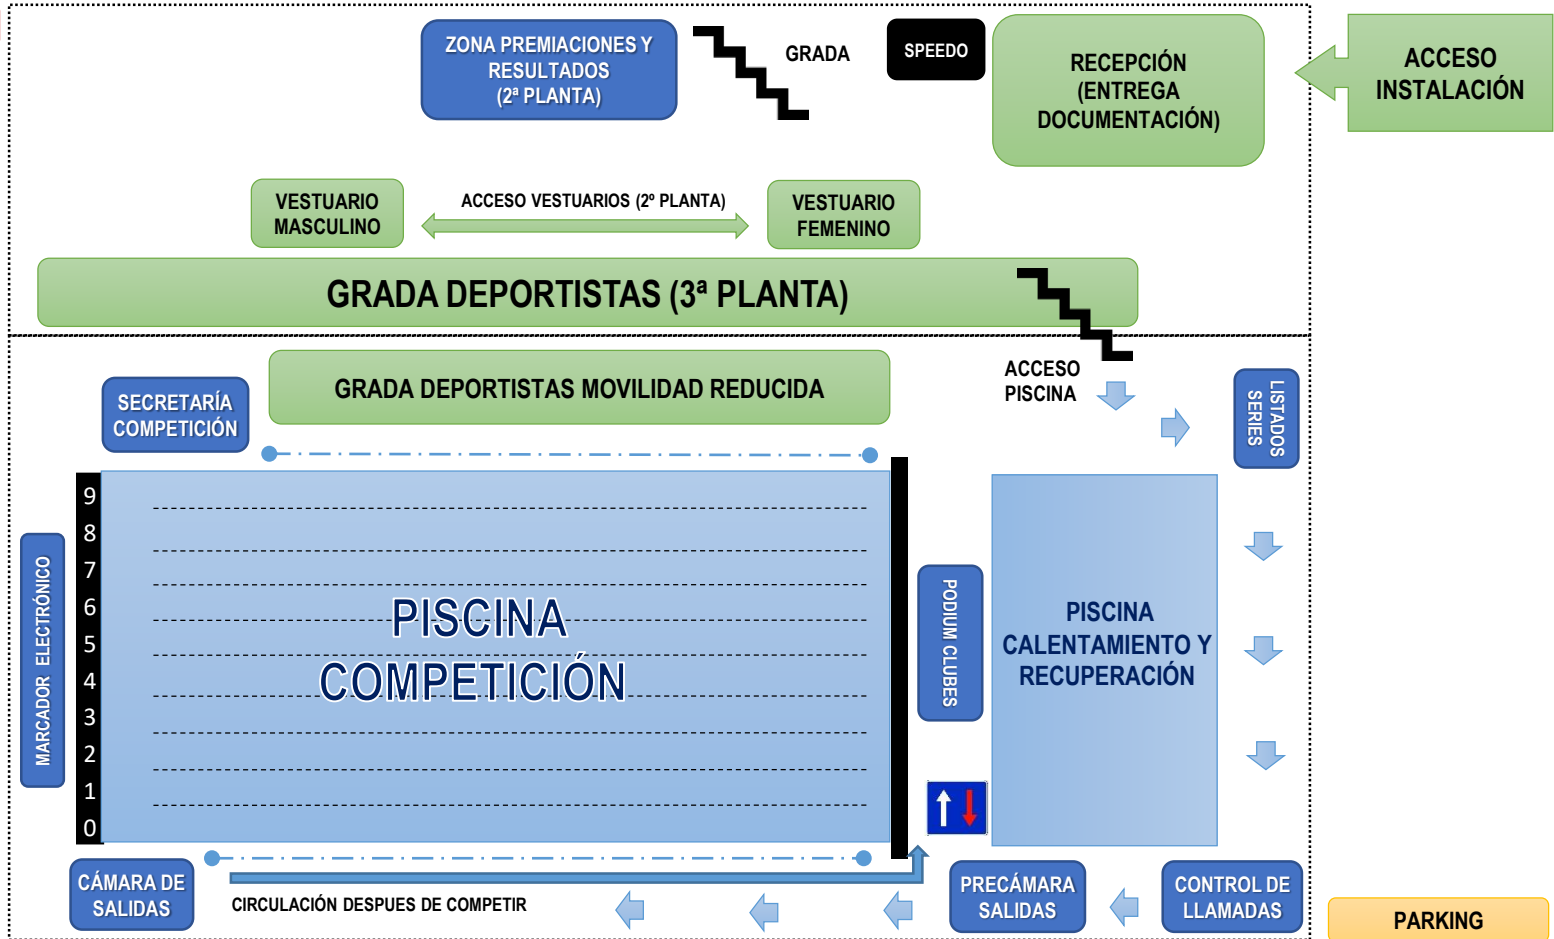 ZONA PREMIACIONES Y
RESULTADOS
(2ª PLANTA)
GRADA
SPEEDO
RECEPCIÓN
(ENTREGA
DOCUMENTACIÓN)
ACCESO
INSTALACIÓN
VESTUARIO
MASCULINO
ACCESO VESTUARIOS (2º PLANTA)
VESTUARIO
FEMENINO
GRADA DEPORTISTAS (3ª PLANTA)
GRADA DEPORTISTAS MOVILIDAD REDUCIDA
ACCESO
PISCINA
LISTADOS
SERIES
SECRETARÍA
COMPETICIÓN
MARCADOR ELECTRÓNICO
9
8
7
6
5
4
3
2
1
0
PISCINA
COMPETICIÓN
PODIUM CLUBES
PISCINA
CALENTAMIENTO Y
RECUPERACIÓN
CÁMARA DE
SALIDAS
CIRCULACIÓN DESPUES DE COMPETIR
PRECÁMARA
SALIDAS
CONTROL DE
LLAMADAS
PARKING